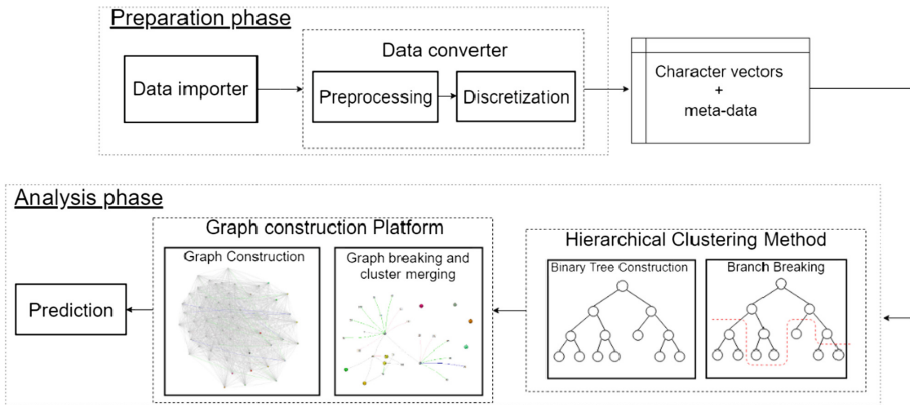 Preparation phase
Data importer
Data converter
Preprocessing
Discretization
Character vectors
+
meta-data
Analysis phase
Prediction
Graph construction Platform
Graph Construction
Graph breaking and
cluster merging
Hierarchical Clustering Method
Binary Tree Construction
Branch Breaking